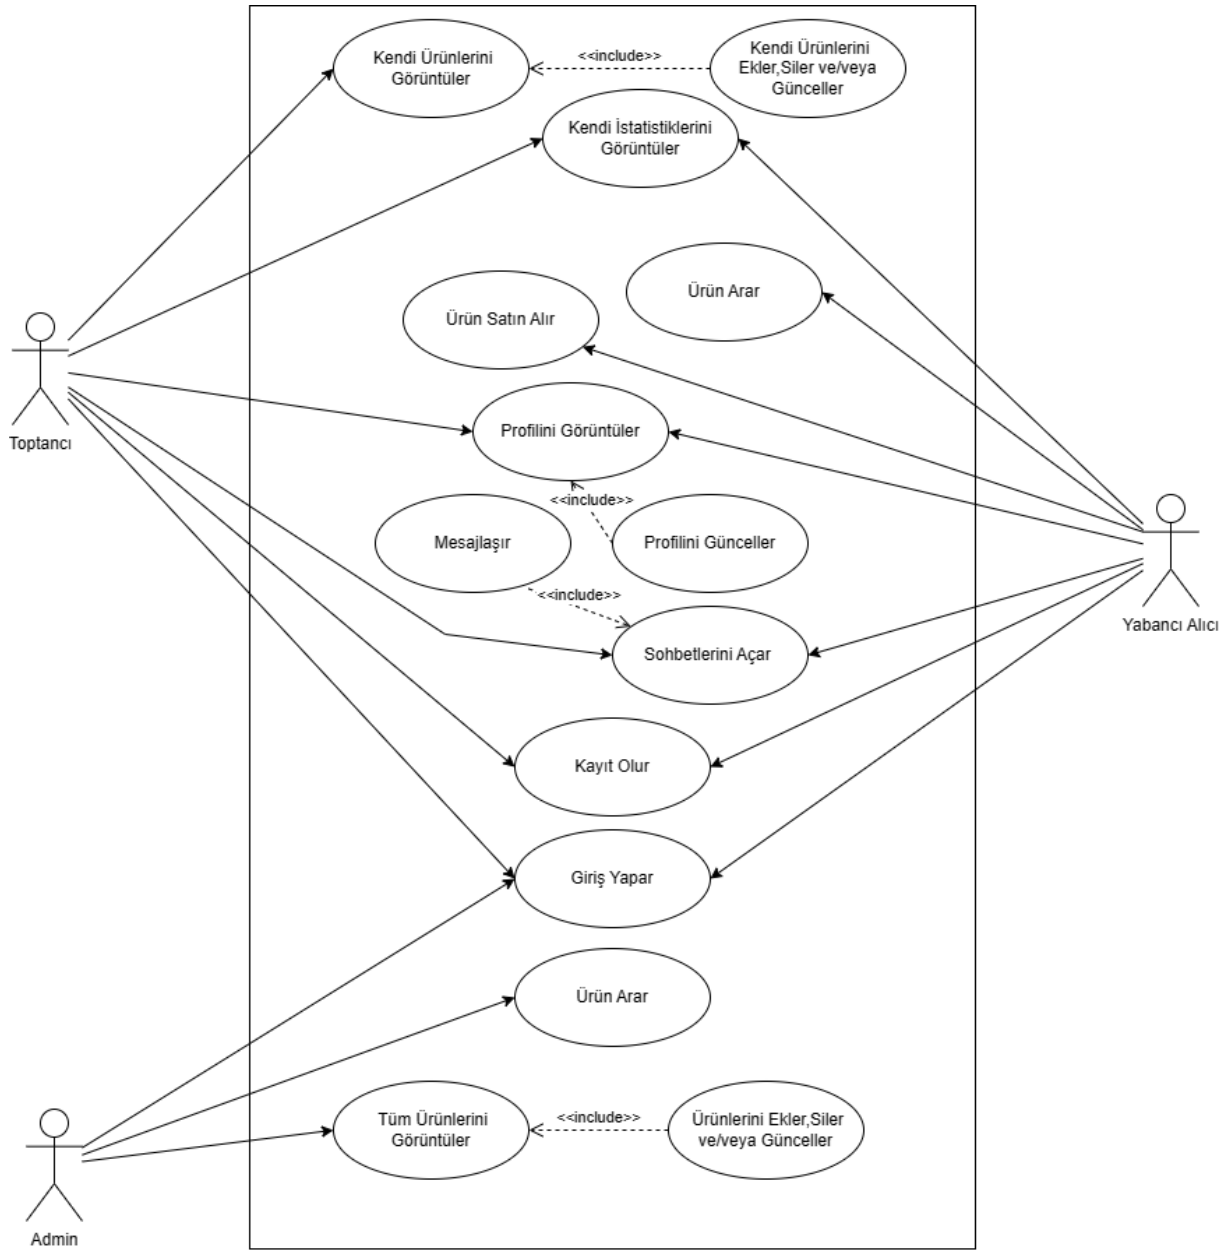 Kendi Ürünlerini
Görüntüler
<<include>>
Kendi Ürünlerini
Ekler,Siler ve/veya
Günceller
Kendi İstatistiklerini
Görüntüler
Ürün Arar
Ürün Satın Alır
Toptancı
Profilini Görüntüler
<<include>>
Mesajlaşır
Profilini Günceller
<<include>>
Yabancı Alıcı
Sohbetlerini Açar
Kayıt Olur
Giriş Yapar
Ürün Arar
Tüm Ürünlerini
Görüntüler
<<include>>
Ürünlerini Ekler,Siler
ve/veya Günceller
Admin